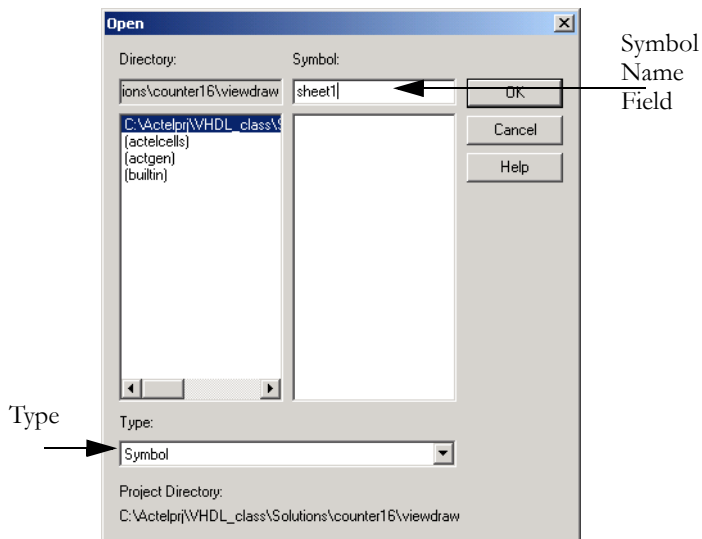 Open
Directory:
Symbol:
ions\counter16\viewdraw
sheet1
OK
Cancel
Help
C:\Actelprj\VHDL_class\S
(actelcells)
(actgen)
(builtin)
Type:
Symbol
Project Directory:
C:\Actelprj\VHDL_class\Solutions\counter16\viewdraw
Symbol
Name
Field
Type